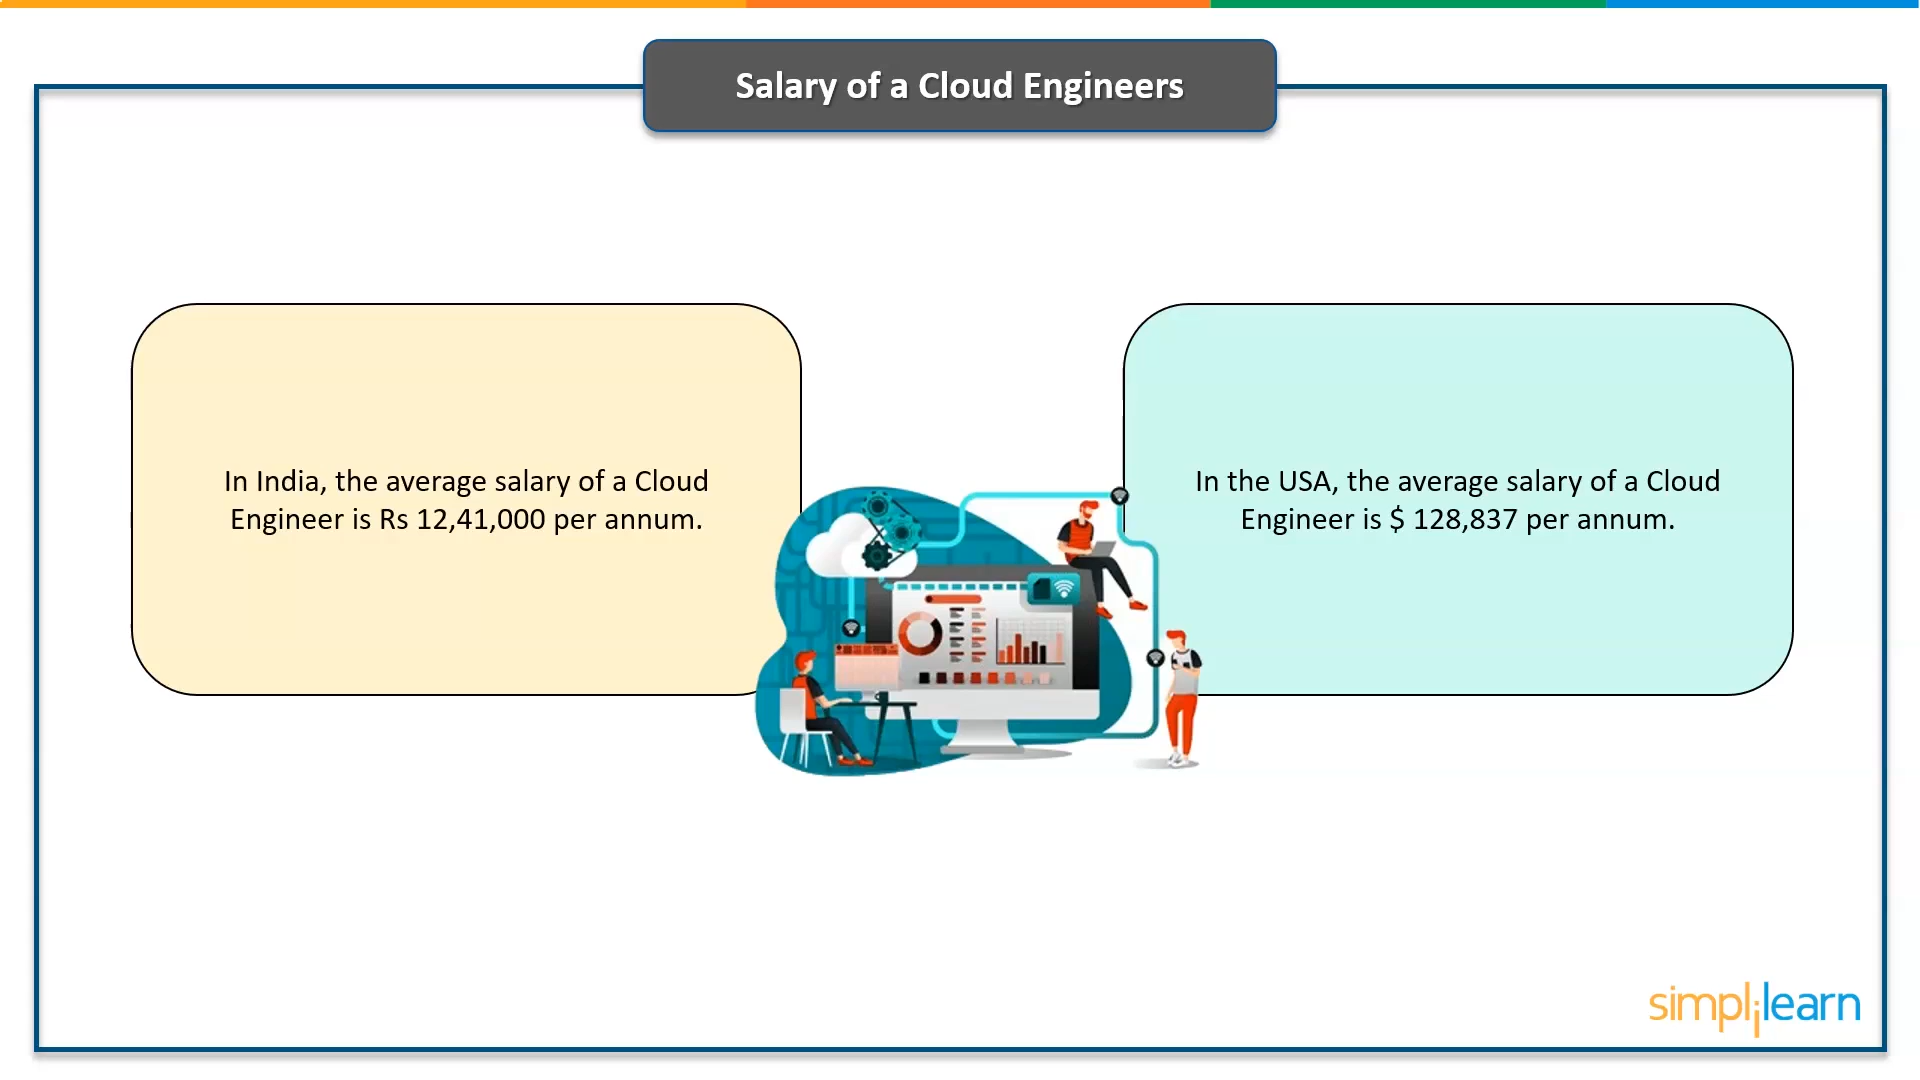 Salary of a Cloud Engineers
In India, the average salary of a Cloud
Engineer is Rs 12,41,000 per annum.
In the USA, the average salary of a Cloud
Engineer is $ 128,837 per annum.
simplilearn